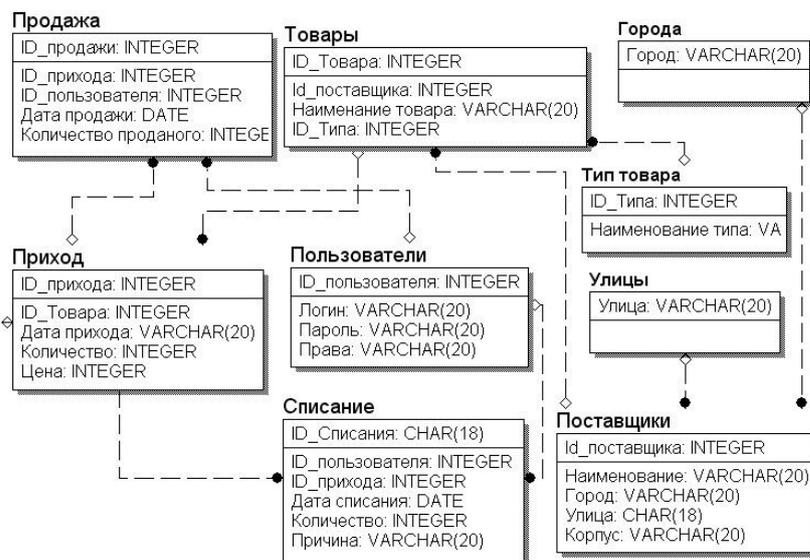 Продажа
ID_продажи: INTEGER
ID_прихода: INTEGER
ID_пользователя: INTEGER
Дата продажи: DATE
Количество проданого: INTEGE
Товары
ID_Товара: INTEGER
Id_поставщика: INTEGER
Наименание товара: VARCHAR(20)
ID_Типа: INTEGER
Города
Город: VARCHAR(20)
Тип товара
ID_Типа: INTEGER
Наименование типа: VA
Приход
ID_прихода: INTEGER
ID_Товара: INTEGER
Дата прихода: VARCHAR(20)
Количество: INTEGER
Цена: INTEGER
Пользователи
ID_пользователя: INTEGER
Логин: VARCHAR(20)
Пароль: VARCHAR(20)
Права: VARCHAR(20)
Улицы
Улица: VARCHAR(20)
Списание
ID_Списания: CHAR(18)
ID_пользователя: INTEGER
ID_прихода: INTEGER
Дата списания: DATE
Количество: INTEGER
Причина: VARCHAR(20)
Поставщики
Id_поставщика: INTEGER
Наименование: VARCHAR(20)
Город: VARCHAR(20)
Улица: CHAR(18)
Корпус: VARCHAR(20)